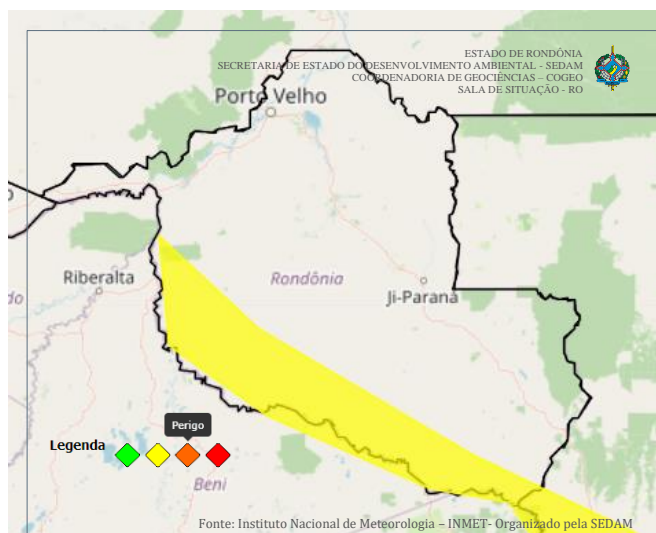 ESTADO DE RONDÔNIA
SECRETARIA DE ESTADO DO DESENVOLVIMENTO AMBIENTAL - SEDAM
COORDENADORIA DE GEOCIÊNCIAS – COGEO
SALA DE SITUAÇÃO - RO
Porto Velho
Riberalta
Rondônia
do
Ji-Paraná
Perigo
Legenda
Beni
Fonte: Instituto Nacional de Meteorologia – INMET- Organizado pela SEDAM